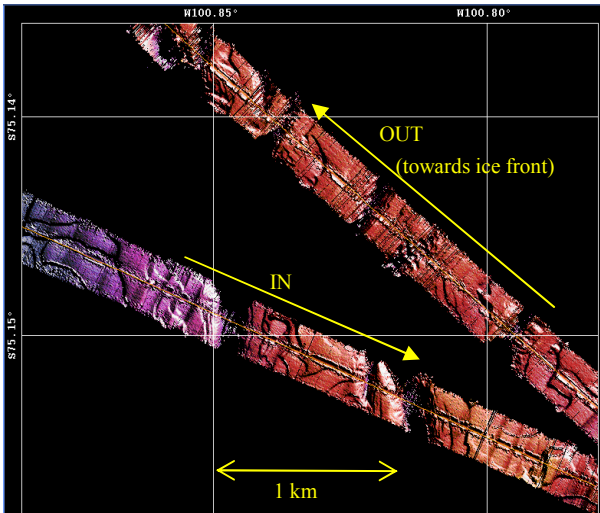 W100.85°
W100.80°
S75.14°
OUT
(towards ice front)
IN
S75.15°
1 km